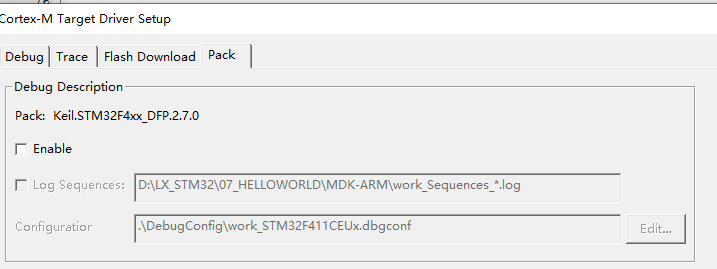 Cortex-M Target Driver Setup
Debug Trace Flash Download Pack
Debug Description
Pack: Keil.STM32F4xx_DFP.2.7.0
Enable
Log Sequences: D:\LX_STM32\07_HELLOWORLD\MDK-ARM\work_Sequences_*.log
Configuratior .\DebugConfig\work_STM32F411CEUx.dbgconf Edit...